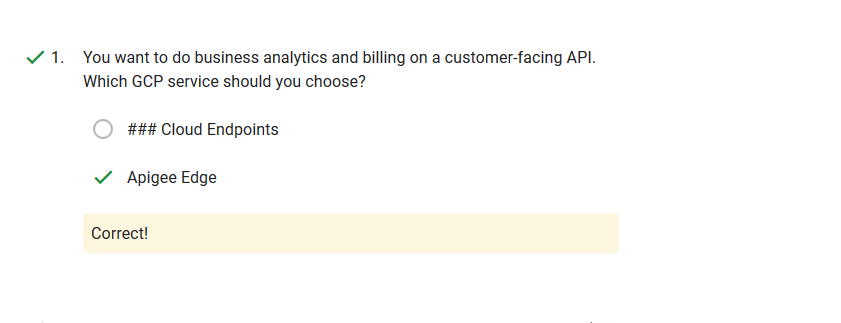 1. You want to do business analytics and billing on a customer-facing API.
Which GCP service should you choose?
### Cloud Endpoints
Apigee Edge
Correct!